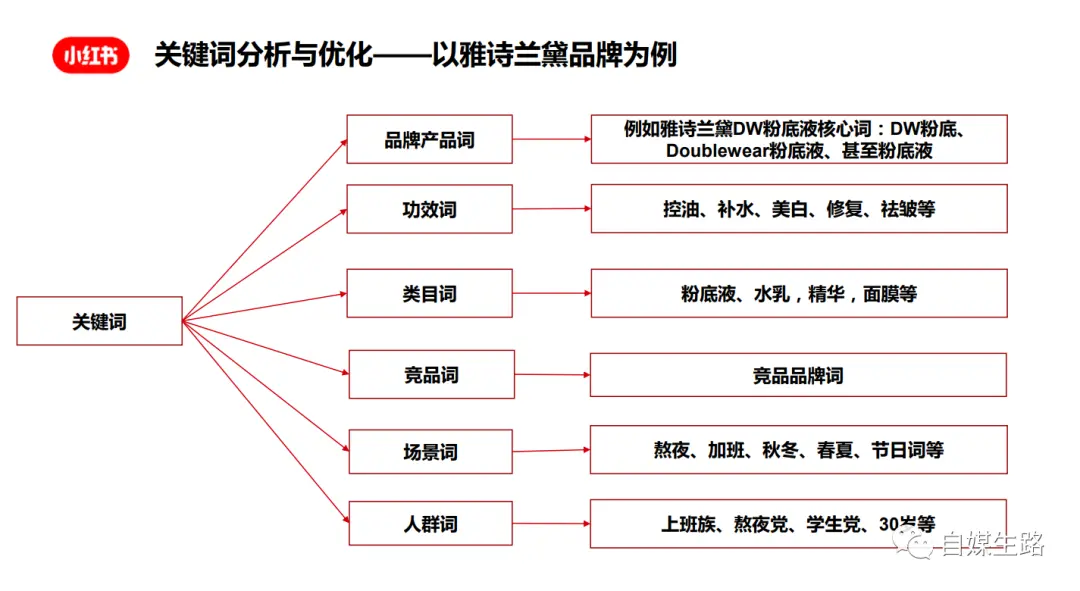 小红书
关键词分析与优化——以雅诗兰黛品牌为例
关键词
品牌产品词
例如雅诗兰黛DW粉底液核心词：DW粉底、
Doublewear粉底液、甚至粉底液
功效词
控油、补水、美白、修复、祛皱等
类目词
粉底液、水乳，精华，面膜等
竞品词
竞品品牌词
场景词
熬夜、加班、秋冬、春夏、节日词等
人群词
上班族、熬夜党、学生党、30岁等
自媒生路